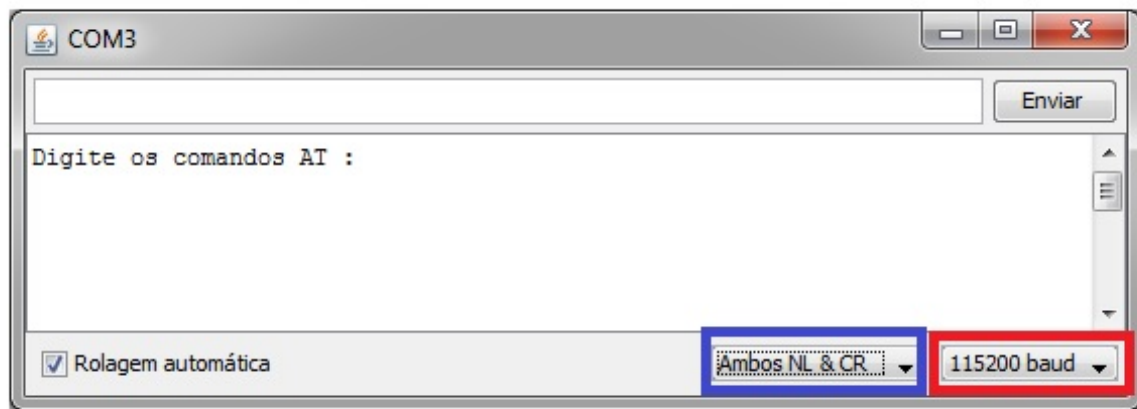 COM3
Enviar
Digite os comandos AT :
Rolagem automática
Ambos NL & CR
115200 baud